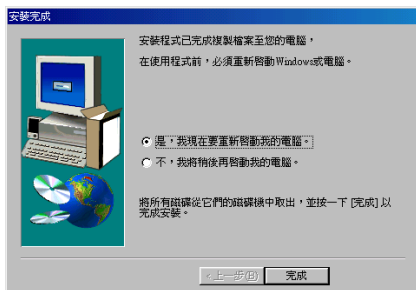 安裝完成
安裝程式已完成複製檔案至您的電腦，
在使用程式前，必須重新啓動Windows或電腦。
是，我現在要重新啓動我的電腦。
不，我將稍後再啓動我的電腦。
將所有磁碟從它們的磁碟機中取出，並按一下 [完成] 以
完成安裝。
<上一步(B) 完成